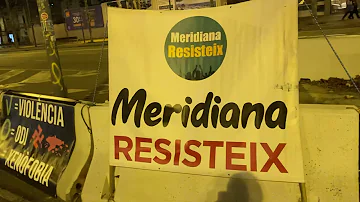 Meridiana
Resisteix
Meridiana
RESISTEIX
=VIOLÈNCIA
=ODI
XENOFOBIA